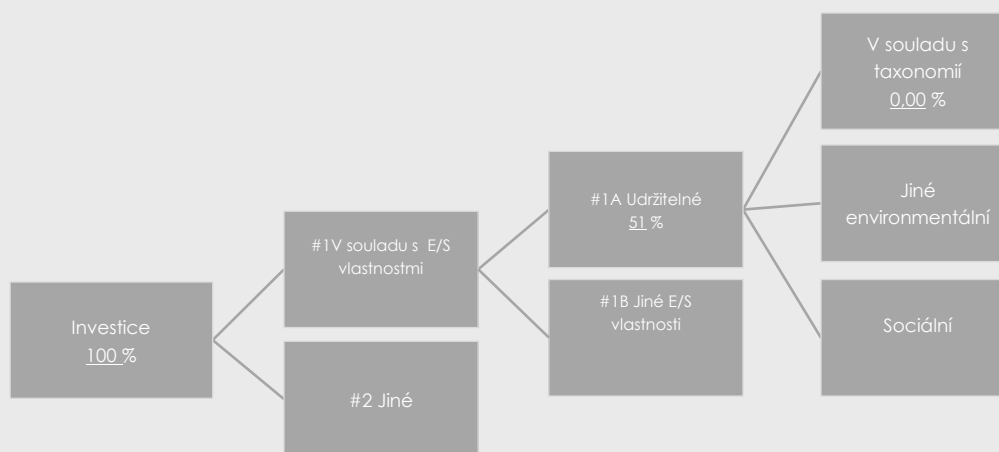 Investice
100 %
#1V souladu s E/S
vlastnostmi
#2 Jiné
#1A Udržitelné
51 %
#1B Jiné E/S
vlastnosti
V souladu s
taxonomií
0,00 %
Jiné
environmentální
Sociální